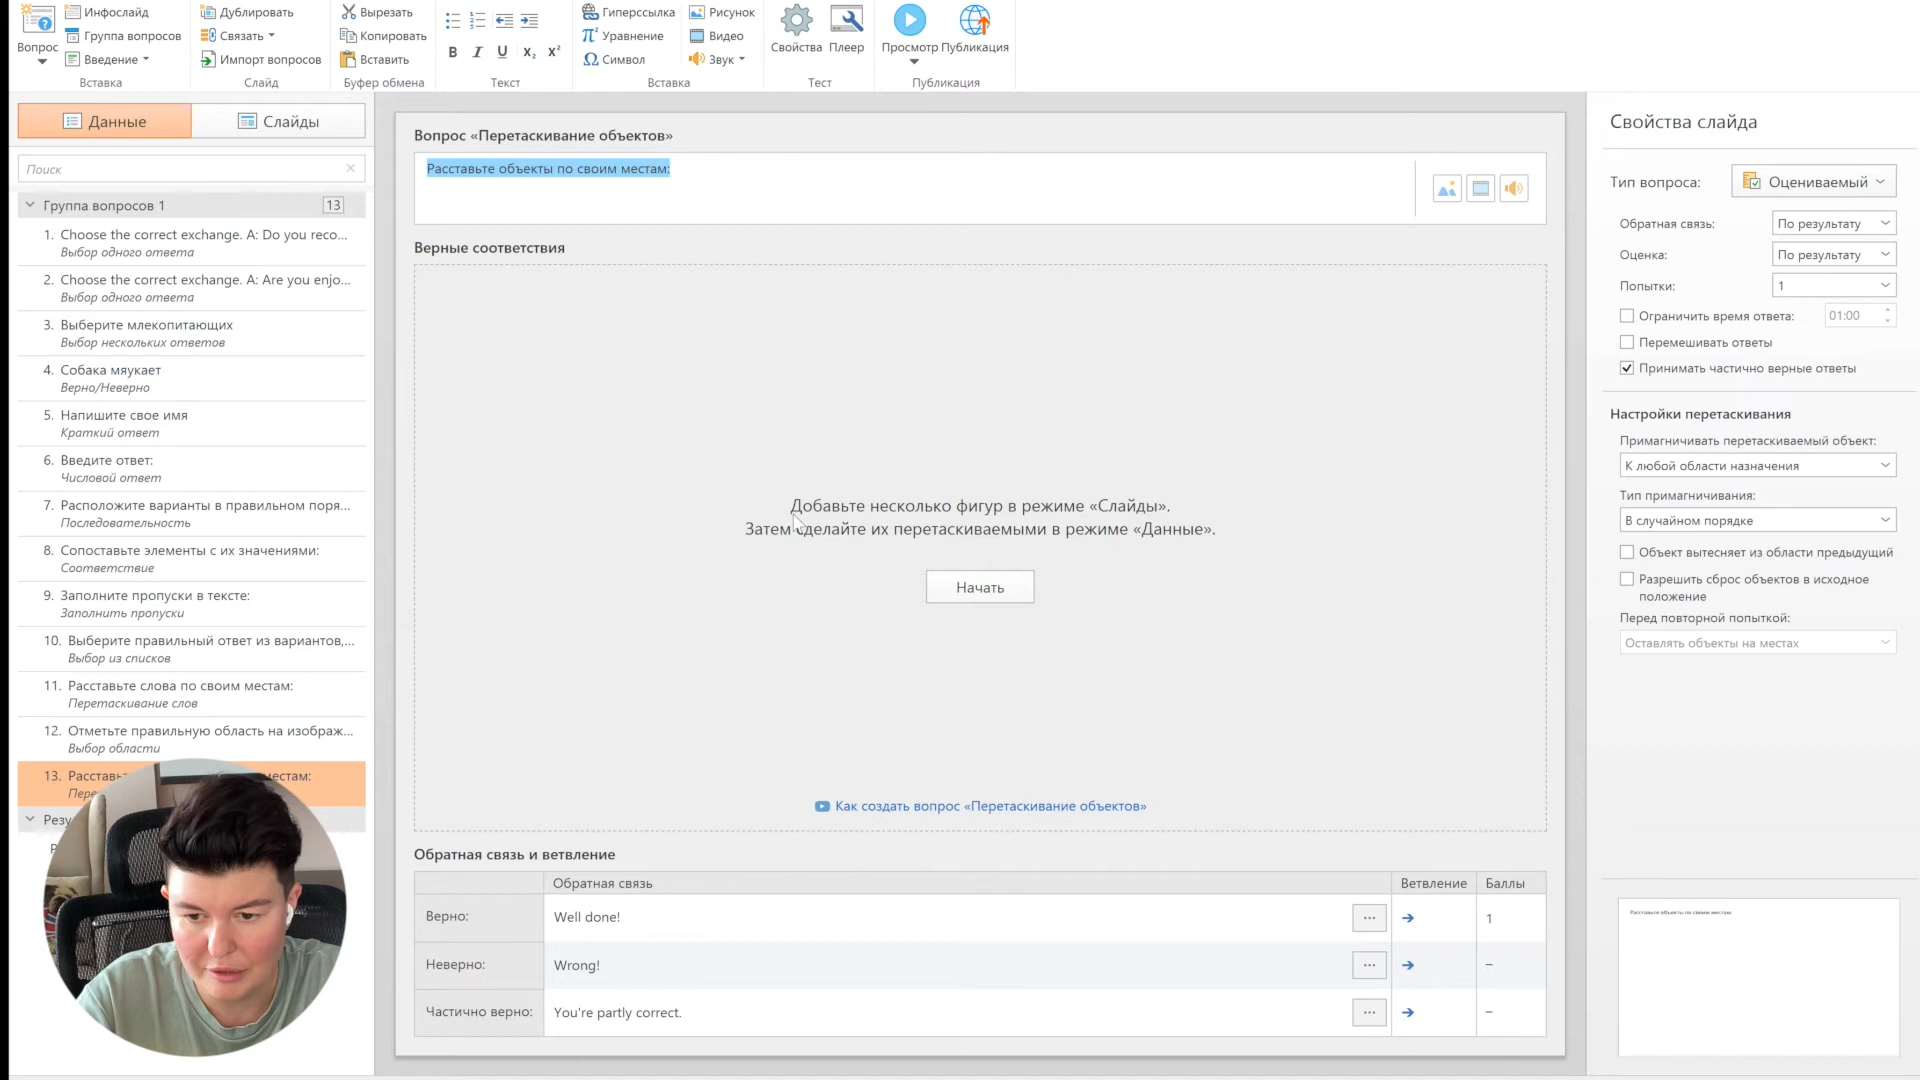 Инфослайд
Дублировать
Вырезать
Гиперссылка
Рисунок
Группа вопросов
Связать
Копировать
Уравнение
Видео
Вопрос
Свойства
Плеер
Просмотр
Публикация
Введение
Импорт вопросов
Вставить
B I U X₂ X²
Символ
Звук
Вставка
Слайд
Буфер обмена
Текст
Вставка
Тест
Публикация
Данные
Слайды
Поиск
Группа вопросов 1
13
1. Choose the correct exchange. A: Do you reco...
Выбор одного ответа
2. Choose the correct exchange. A: Are you enjo...
Выбор одного ответа
3. Выберите млекопитающих
Выбор нескольких ответов
4. Собака мяукает
Верно/Неверно
5. Напишите свое имя
Краткий ответ
6. Введите ответ:
Числовой ответ
7. Расположите варианты в правильном поря...
Последовательность
8. Сопоставьте элементы с их значениями:
Соответствие
9. Заполните пропуски в тексте:
Заполнить пропуски
10. Выберите правильный ответ из вариантов,...
Выбор из списков
11. Расставьте слова по своим местам:
Перетаскивание слов
12. Отметьте правильную область на изображ...
Выбор области
13.
Вопрос «Перетаскивание объектов»
Расставьте объекты по своим местам:
Верные соответствия
Добавьте несколько фигур в режиме «Слайды».
Затем сделайте их перетаскиваемыми в режиме «Данные».
Начать
Как создать вопрос «Перетаскивание объектов»
Обратная связь и ветвление
Обратная связь
Ветвление
Баллы
Верно:
Well done!
...
1
Неверно:
Wrong!
...
–
Частично верно:
You're partly correct.
...
–
Свойства слайда
Тип вопроса:
Оцениваемый
Обратная связь:
По результату
Оценка:
По результату
Попытки:
1
Ограничить время ответа:
01:00
Перемешивать ответы
Принимать частично верные ответы
Настройки перетаскивания
Примагничивать перетаскиваемый объект:
К любой области назначения
Тип примагничивания:
В случайном порядке
Объект вытесняет из области предыдущий
Разрешить сброс объектов в исходное
положение
Перед повторной попыткой:
Оставлять объекты на местах
Расставьте объекты по своим местам: